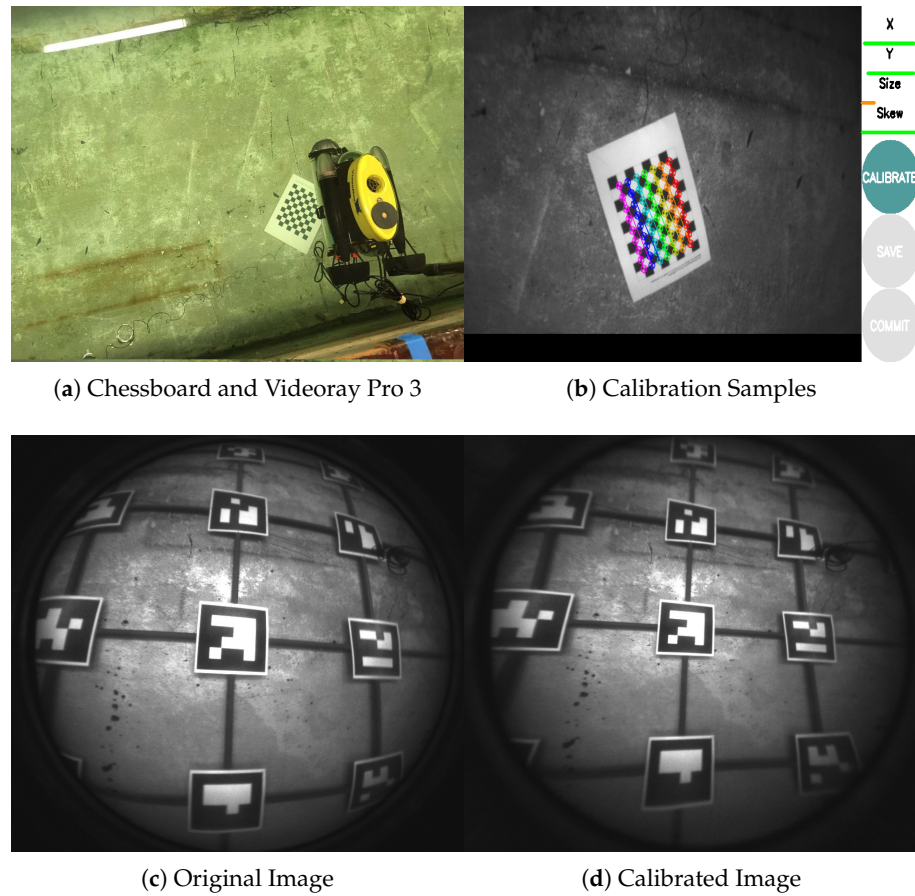 X
Y
Size
Skew
CALIBRATE
SAVE
COMMIT
(a) Chessboard and Videoray Pro 3
(b) Calibration Samples
(c) Original Image
(d) Calibrated Image